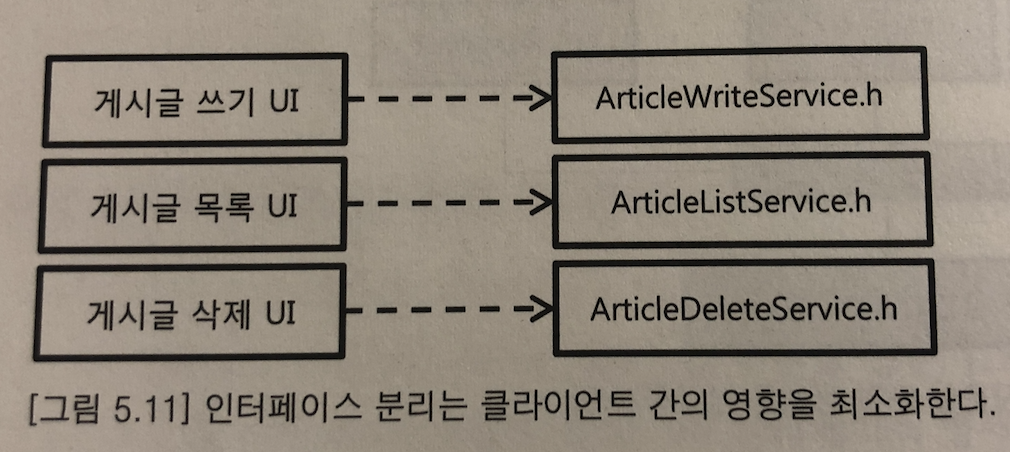 게시글 쓰기 UI
ArticleWriteService.h
게시글 목록 UI
ArticleListService.h
게시글 삭제 UI
ArticleDeleteService.h
[그림 5.11] 인터페이스 분리는 클라이언트 간의 영향을 최소화한다.